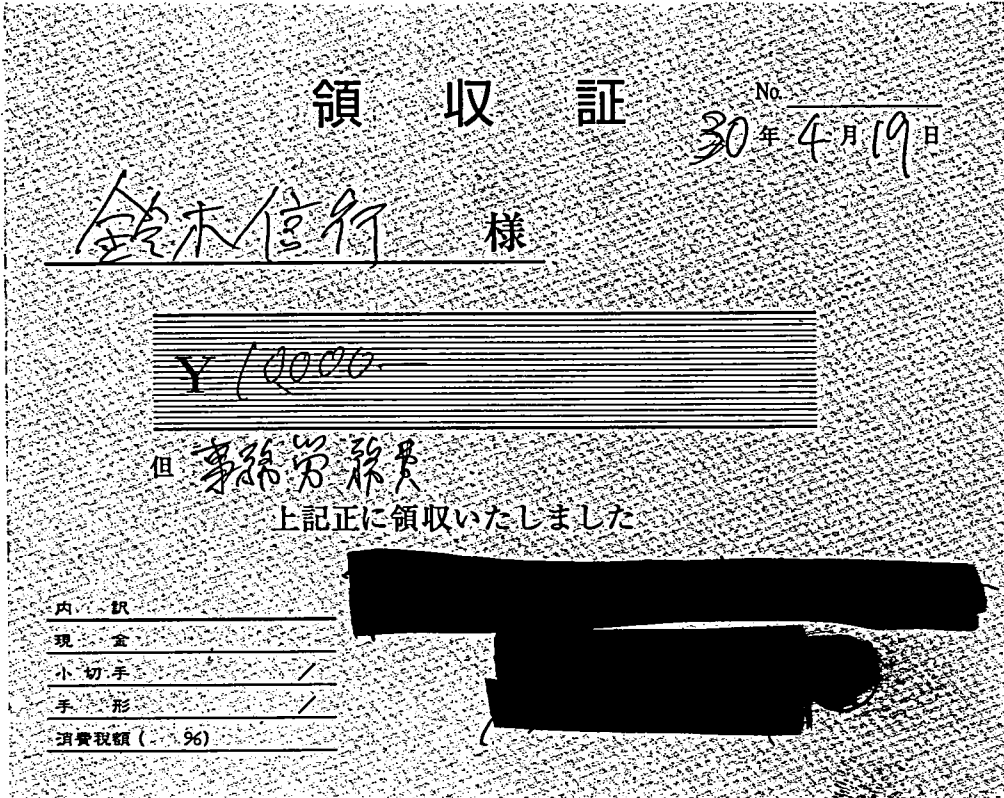 領収証
No.
30年4月19日
鈴木信行 様
¥10000.
但 事務労務費
上記正に領収いたしました
内訳
現金
小切手 /
手形 /
消費税額( %)